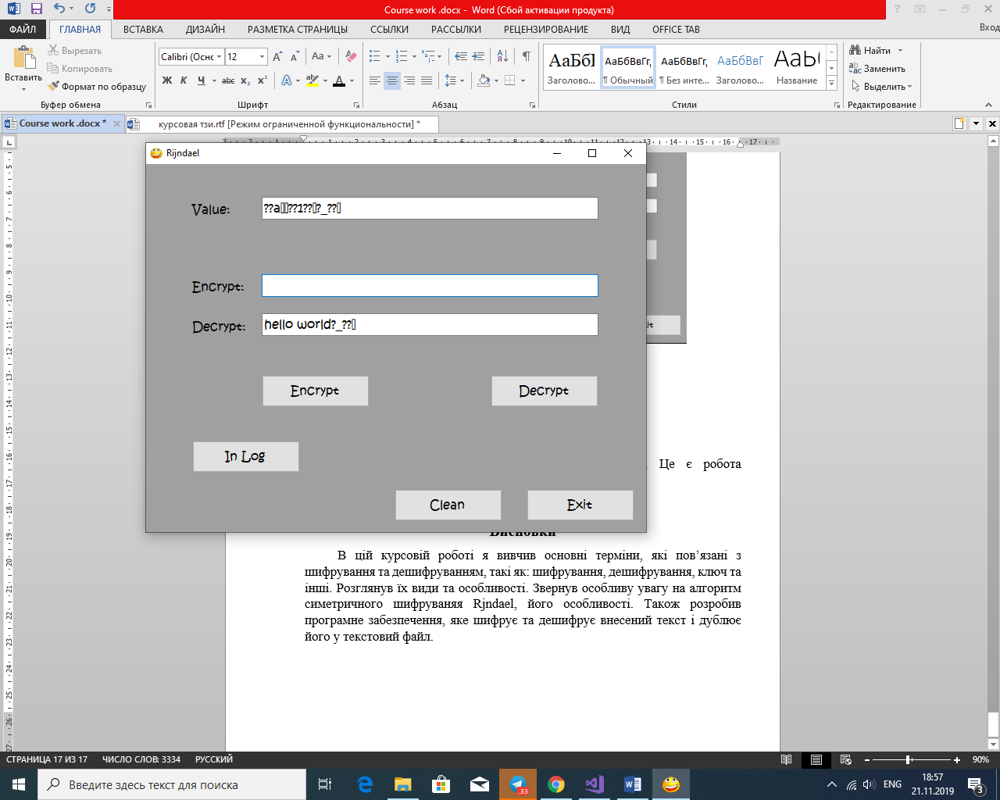 Course work .docx - Word (Сбой активации продукта)
ФАЙЛ ГЛАВНАЯ ВСТАВКА ДИЗАЙН РАЗМЕТКА СТРАНИЦЫ ССЫЛКИ РАССЫЛКИ РЕЦЕНЗИРОВАНИЕ ВИД OFFICE TAB Вход
Вставить
Вырезать
Копировать
Формат по образцу
Буфер обмена
Calibri (Оснс 12
Ж К Ч abc x₂ x²
Шрифт
Абзац
АаБбІ АаБбВвГг, АаБбВвГг, АаБбВвГ АаБ
Заголово... ¶ Обычный ¶ Без инте... Заголово... Название
Стили
Найти
Заменить
Выделить
Редактирование
Course work .docx *
курсовая тзи.rtf [Режим ограниченной функциональности] *
Rijndael
Value: ??a▯▯??1??▯?_??▯
Encrypt:
Decrypt: hello world?_??▯
Encrypt Decrypt
In Log
Clean Exit
Це є робота
Висновки
В цій курсовій роботі я вивчив основні терміни, які пов’язані з
шифрування та дешифруванням, такі як: шифрування, дешифрування, ключ та
інші. Розглянув їх види та особливості. Звернув особливу увагу на алгоритм
симетричного шифруваняя Rjndael, його особливості. Також розробив
програмне забезпечення, яке шифрує та дешифрує внесений текст і дублює
його у текстовий файл.
СТРАНИЦА 17 ИЗ 17 ЧИСЛО СЛОВ: 3334 РУССКИЙ 90%
Введите здесь текст для поиска
33
ENG
18:57
21.11.2019
3